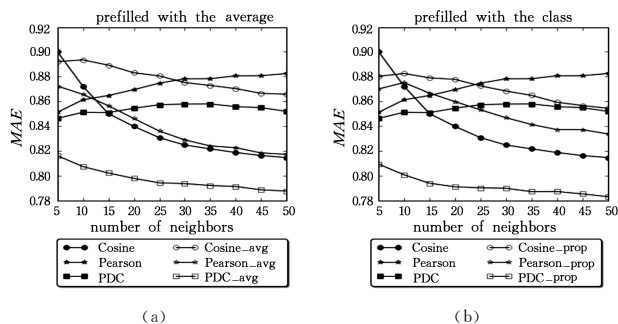 prefilled with the average
0.92
0.90
0.88
0.86
0.84
0.82
0.80
0.78
MAE
5 10 15 20 25 30 35 40 45 50
number of neighbors
Cosine Cosine_avg
Pearson Pearson_avg
PDC PDC_avg
(a)
prefilled with the class
0.92
0.90
0.88
0.86
0.84
0.82
0.80
0.78
MAE
5 10 15 20 25 30 35 40 45 50
number of neighbors
Cosine Cosine_prop
Pearson Pearson_prop
PDC PDC_prop
(b)